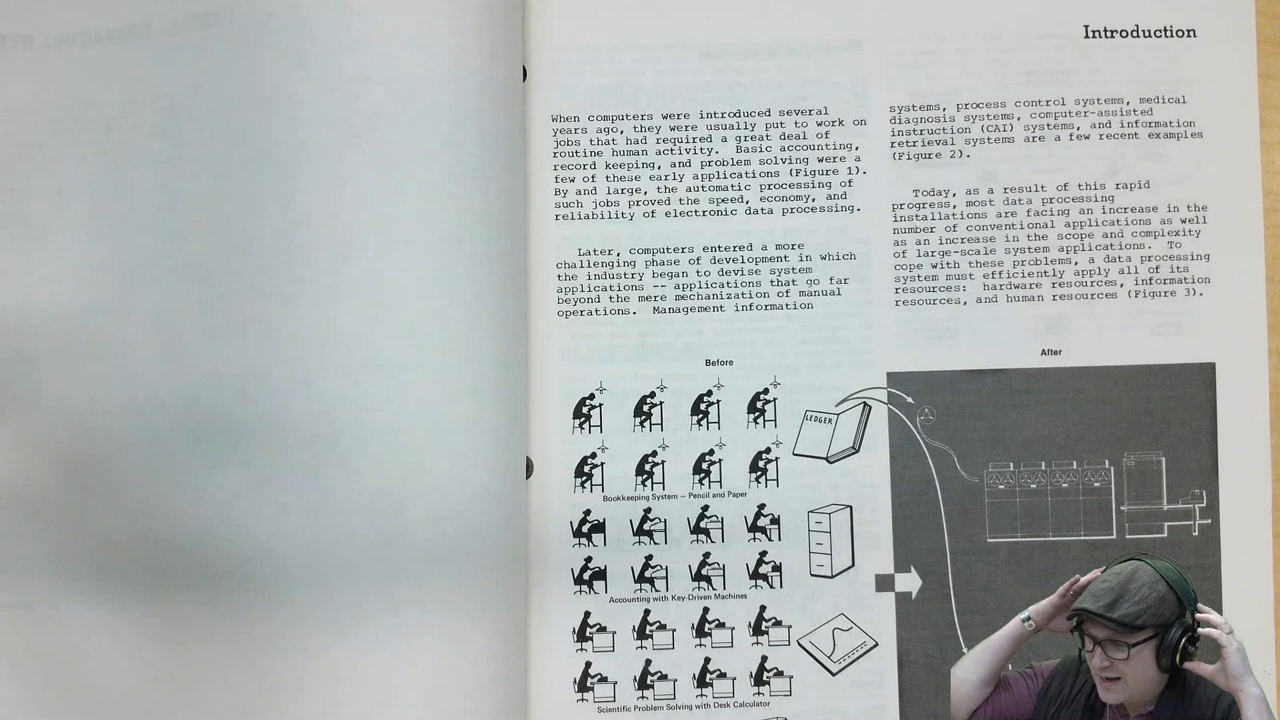 Introduction
When computers were introduced several
years ago, they were usually put to work on
jobs that had required a great deal of
routine human activity. Basic accounting,
record keeping, and problem solving were a
few of these early applications (Figure 1).
By and large, the automatic processing of
such jobs proved the speed, economy, and
reliability of electronic data processing.
Later, computers entered a more
challenging phase of development in which
the industry began to devise system
applications -- applications that go far
beyond the mere mechanization of manual
operations. Management information
systems, process control systems, medical
diagnosis systems, computer-assisted
instruction (CAI) systems, and information
retrieval systems are a few recent examples
(Figure 2).
Today, as a result of this rapid
progress, most data processing
installations are facing an increase in the
number of conventional applications as well
as an increase in the scope and complexity
of large-scale system applications. To
cope with these problems, a data processing
system must efficiently apply all of its
resources: hardware resources, information
resources, and human resources (Figure 3).
Before
After
LEDGER
Bookkeeping System — Pencil and Paper
Accounting with Key-Driven Machines
Scientific Problem Solving with Desk Calculator